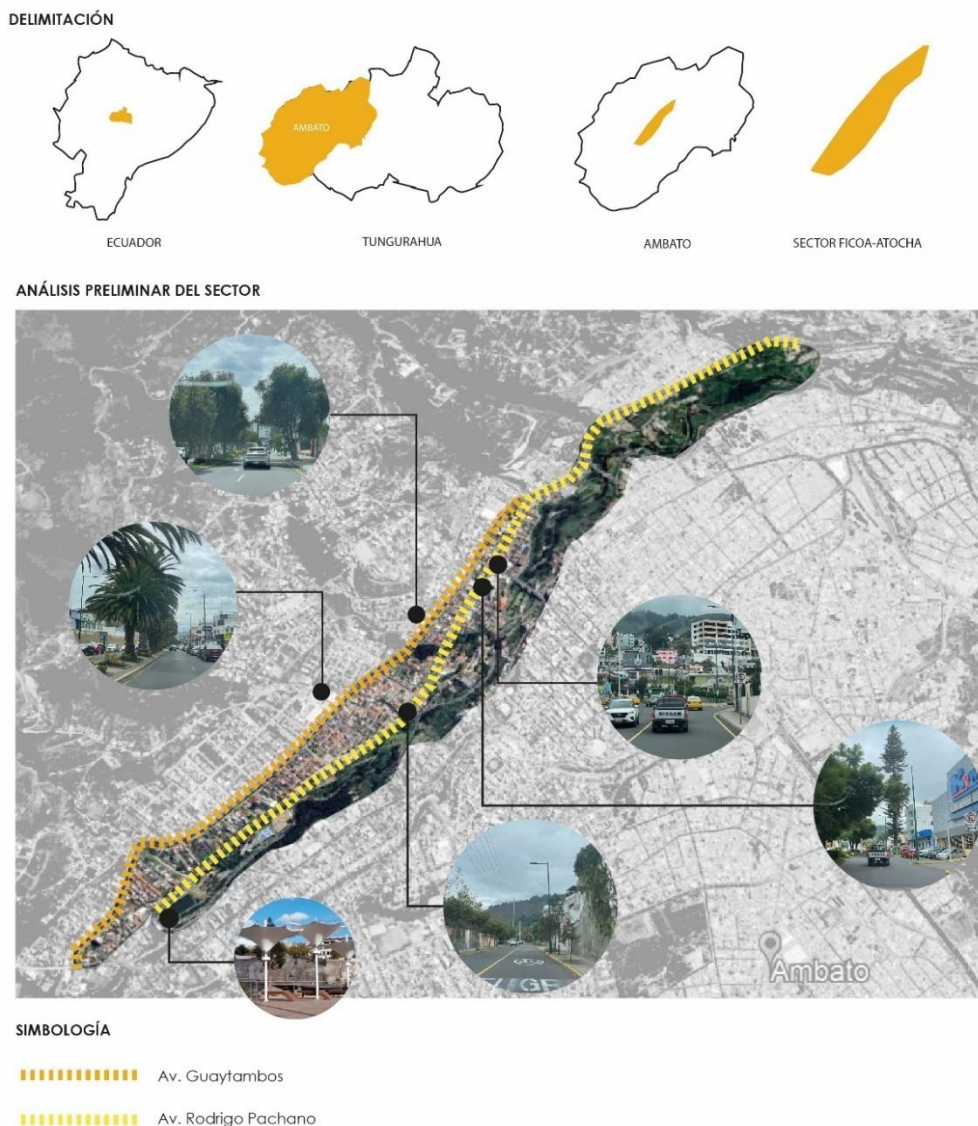 DELIMITACIÓN
AMBATO
ECUADOR
TUNGURAHUA
AMBATO
SECTOR FICOA-ATOCHA
ANÁLISIS PRELIMINAR DEL SECTOR
Ambato
SIMBOLOGÍA
Av. Guaytambos
Av. Rodrigo Pachano